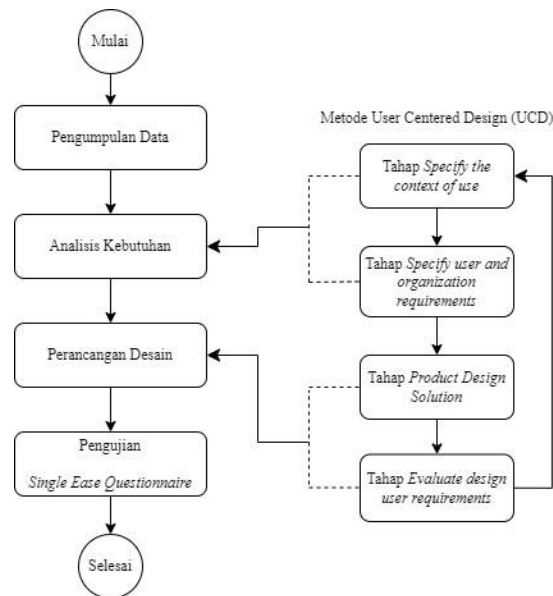 Mulai
Pengumpulan Data
Analisis Kebutuhan
Perancangan Desain
Pengujian
Single Ease Questionnaire
Selesai
Metode User Centered Design (UCD)
Tahap Specify the
context of use
Tahap Specify user and
organization
requirements
Tahap Product Design
Solution
Tahap Evaluate design
user requirements